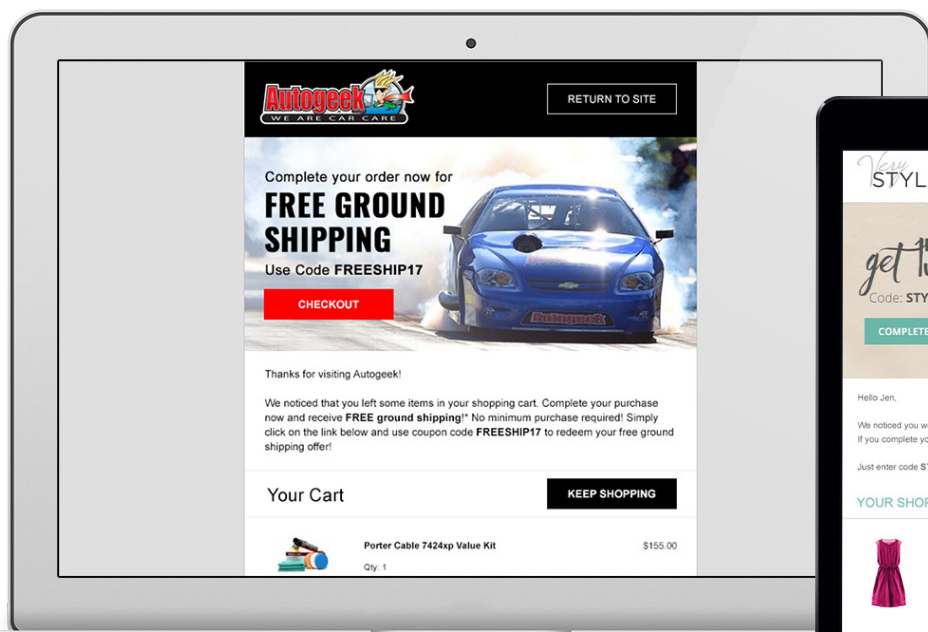 Autogeek
WE ARE CAR CARE
RETURN TO SITE
Complete your order now for
FREE GROUND
SHIPPING
Use Code FREESHIP17
CHECKOUT
Autogeek
Thanks for visiting Autogeek!
We noticed that you left some items in your shopping cart. Complete your purchase
now and receive FREE ground shipping!* No minimum purchase required! Simply
click on the link below and use coupon code FREESHIP17 to redeem your free ground
shipping offer!
Your Cart
KEEP SHOPPING
Porter Cable 7424xp Value Kit
$155.00
Qty: 1
Very
STYL
get
Code: STY
COMPLETE
Hello Jen,
We noticed you we
If you complete yo
Just enter code S
YOUR SHOP